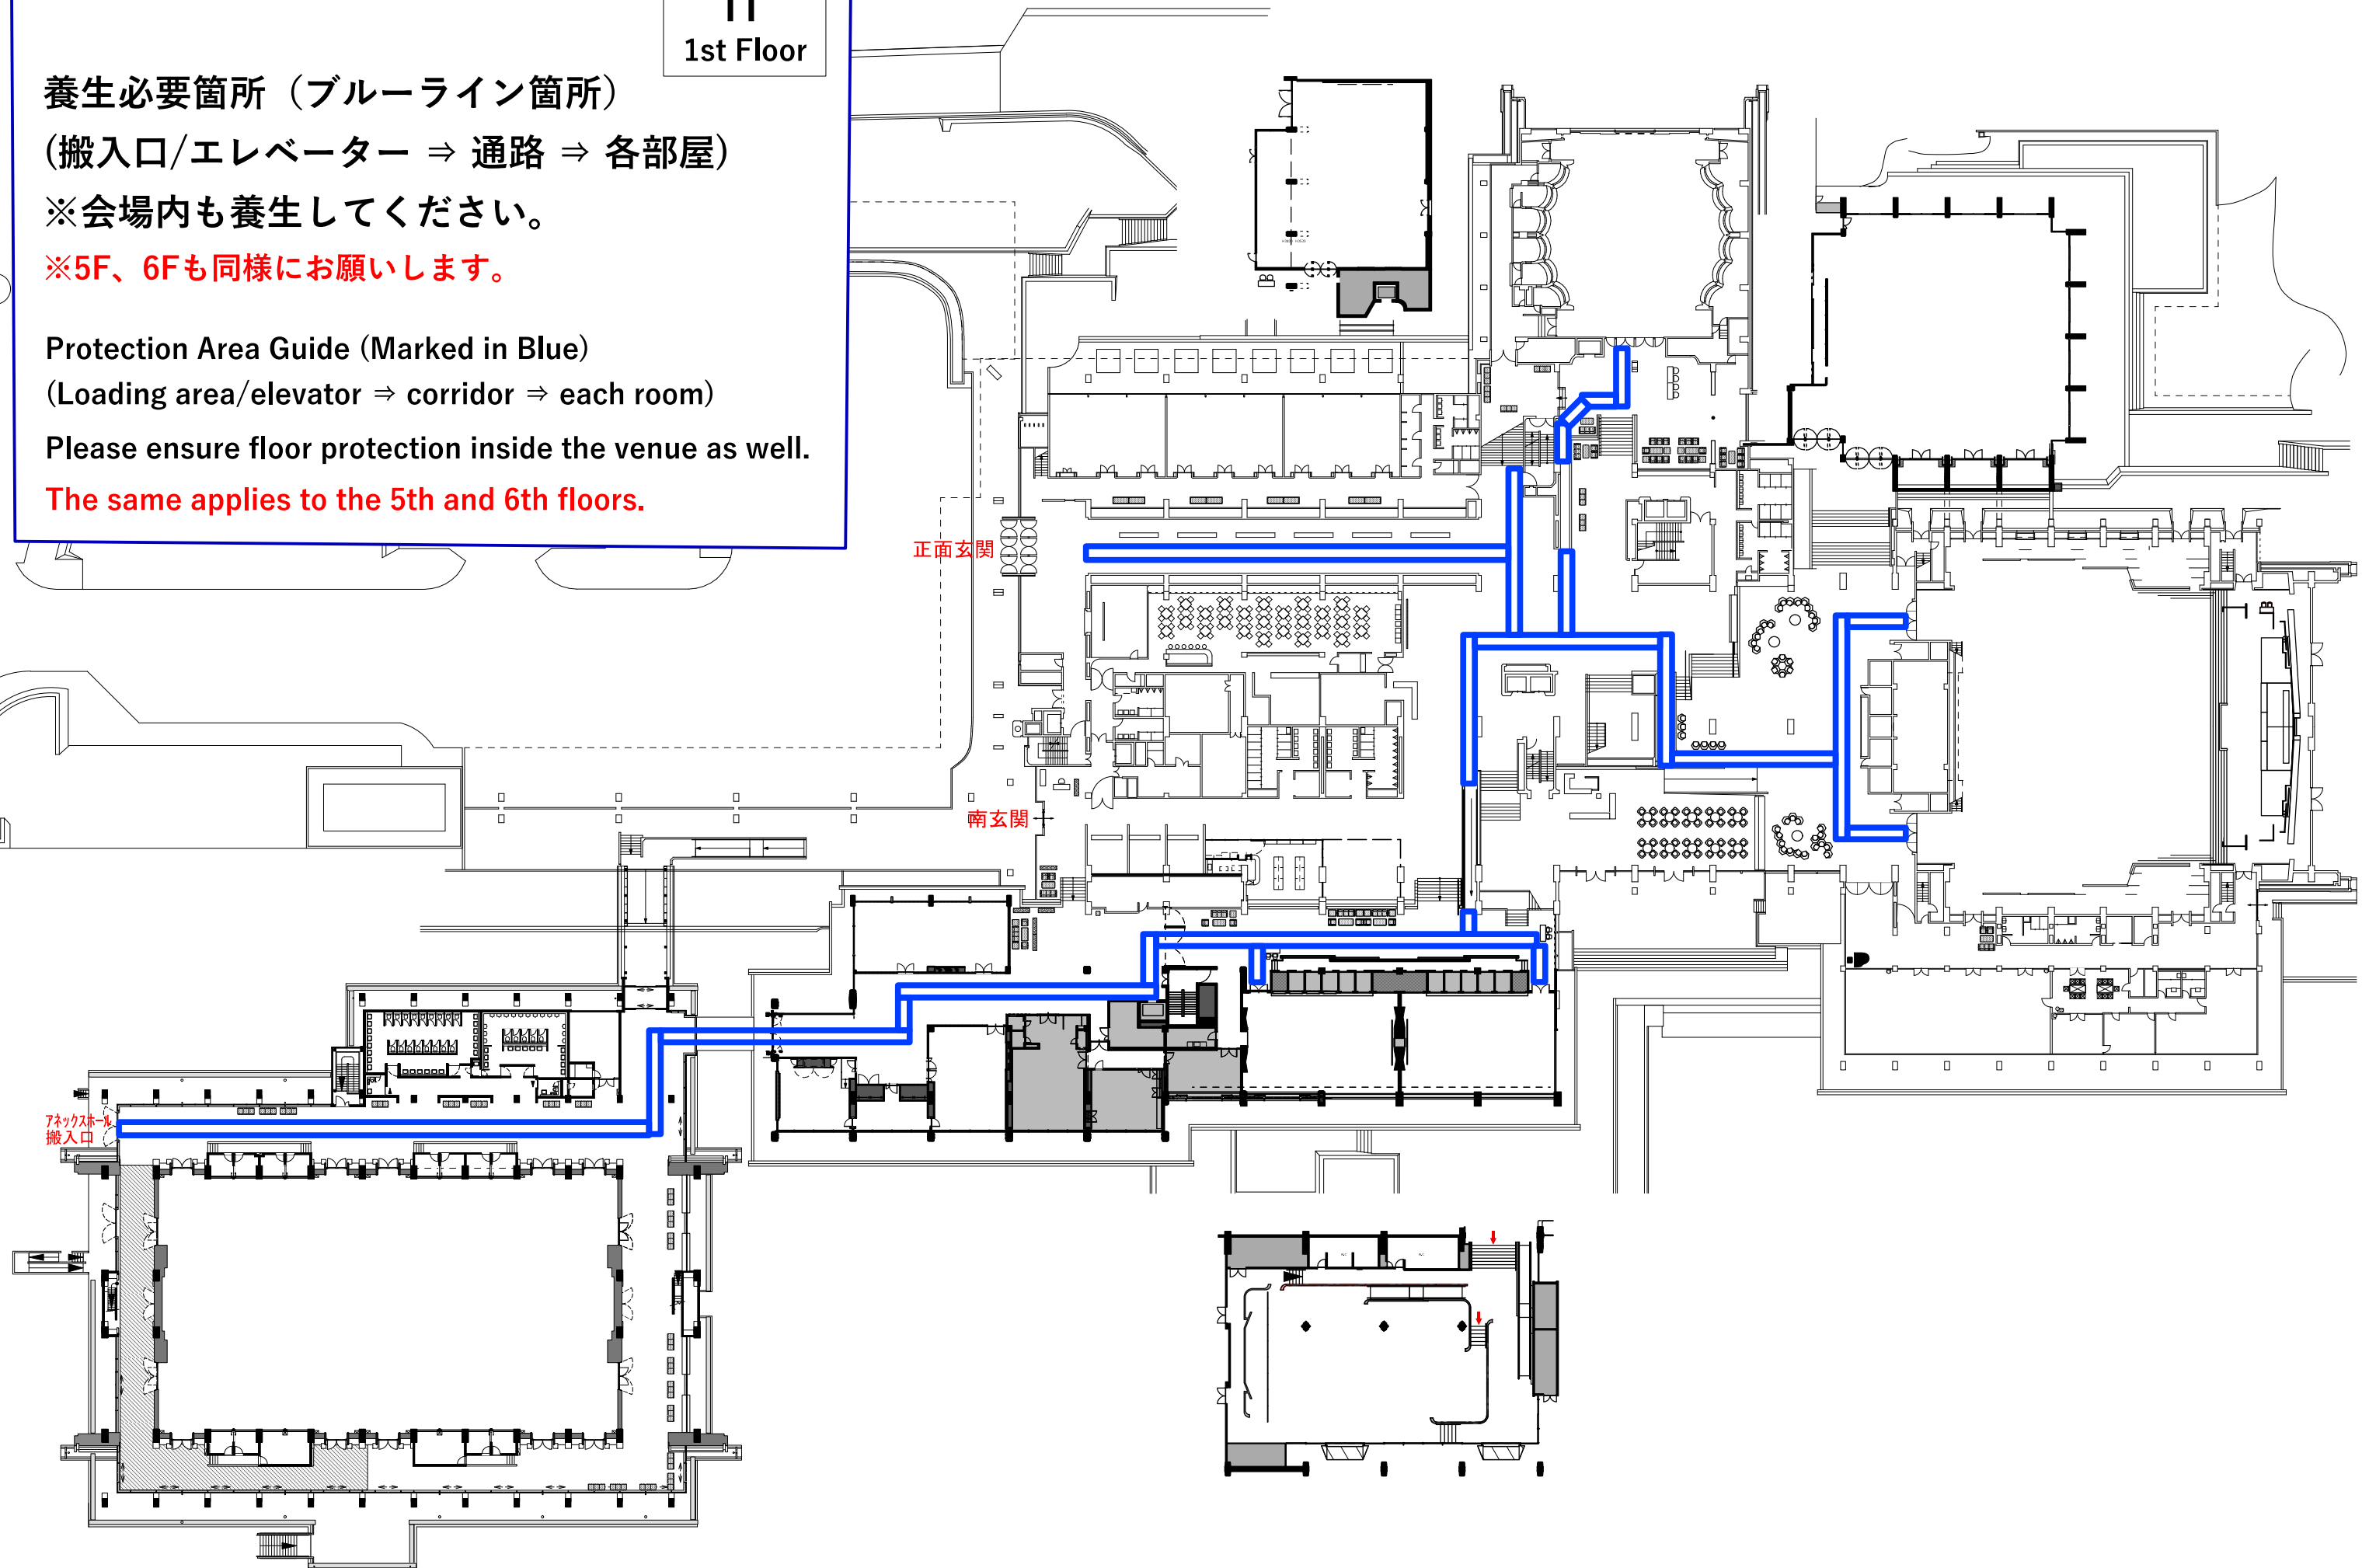 1F
1st Floor
養生必要箇所（ブルーライン箇所）
(搬入口/エレベーター ⇒ 通路 ⇒ 各部屋)
※会場内も養生してください。
※5F、6Fも同様にお願いします。
Protection Area Guide (Marked in Blue)
(Loading area/elevator ⇒ corridor ⇒ each room)
Please ensure floor protection inside the venue as well.
The same applies to the 5th and 6th floors.
正面玄関
南玄関
アネックスホール
搬入口